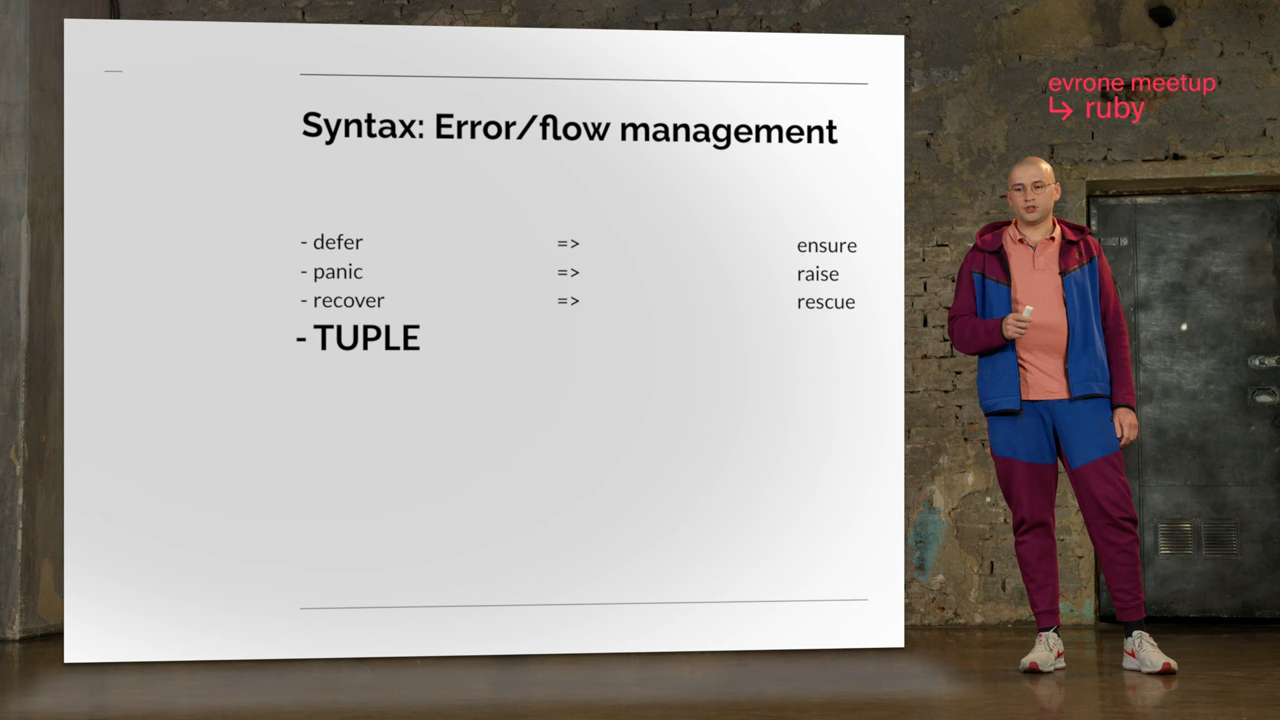 Syntax: Error/flow management
- defer => ensure
- panic => raise
- recover => rescue
- TUPLE
evrone meetup
↳ ruby